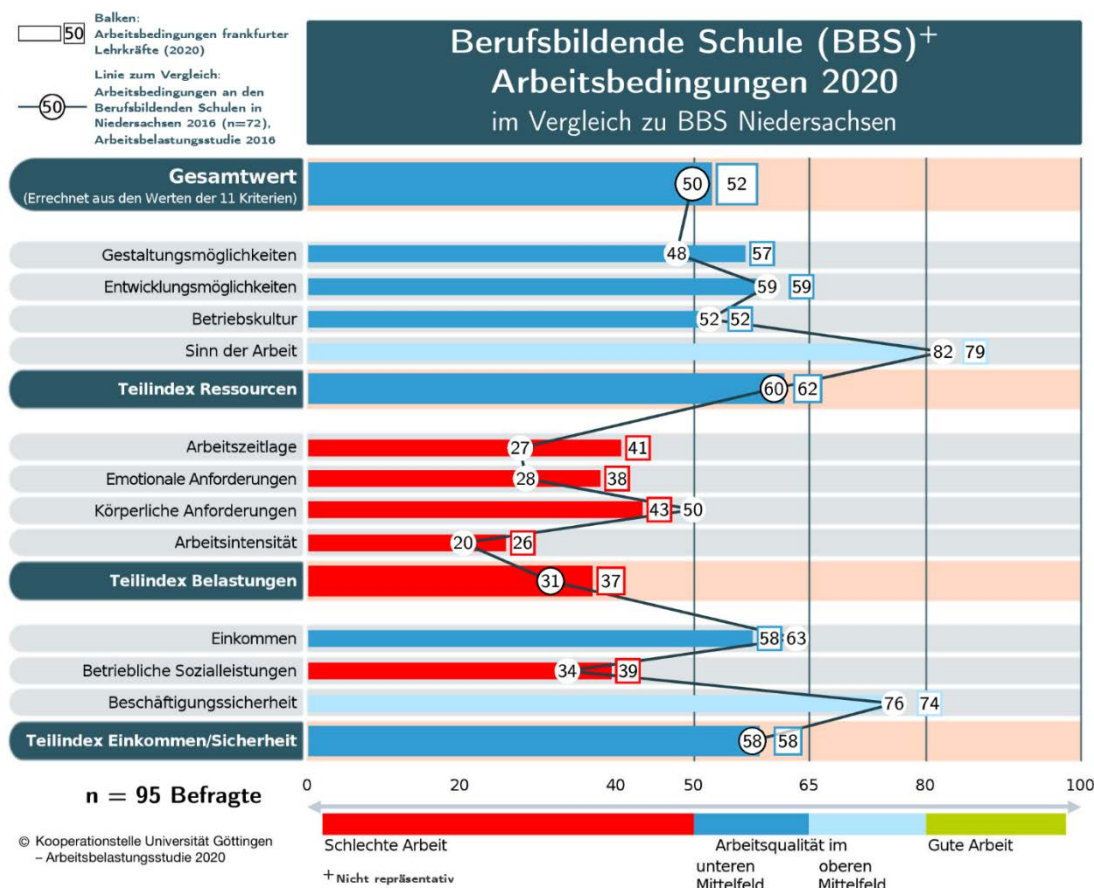 Balken:
50
Arbeitsbedingungen frankfurter
Lehrkräfte (2020)
Linie zum Vergleich:
50
Arbeitsbedingungen an den
Berufsbildenden Schulen in
Niedersachsen 2016 (n=72),
Arbeitsbelastungsstudie 2016
Berufsbildende Schule (BBS)+
Arbeitsbedingungen 2020
im Vergleich zu BBS Niedersachsen
Gesamtwert
(Errechnet aus den Werten der 11 Kriterien)
50 52
Gestaltungsmöglichkeiten 48 57
Entwicklungsmöglichkeiten 59 59
Betriebskultur 52 52
Sinn der Arbeit 82 79
Teilindex Ressourcen 60 62
Arbeitszeitlage 27 41
Emotionale Anforderungen 28 38
Körperliche Anforderungen 43 50
Arbeitsintensität 20 26
Teilindex Belastungen 31 37
Einkommen 58 63
Betriebliche Sozialleistungen 34 39
Beschäftigungssicherheit 76 74
Teilindex Einkommen/Sicherheit 58 58
0 20 40 50 65 80 100
n = 95 Befragte
Schlechte Arbeit
Arbeitsqualität im
unteren
Mittelfeld
oberen
Mittelfeld
Gute Arbeit
© Kooperationstelle Universität Göttingen
– Arbeitsbelastungsstudie 2020
+Nicht repräsentativ